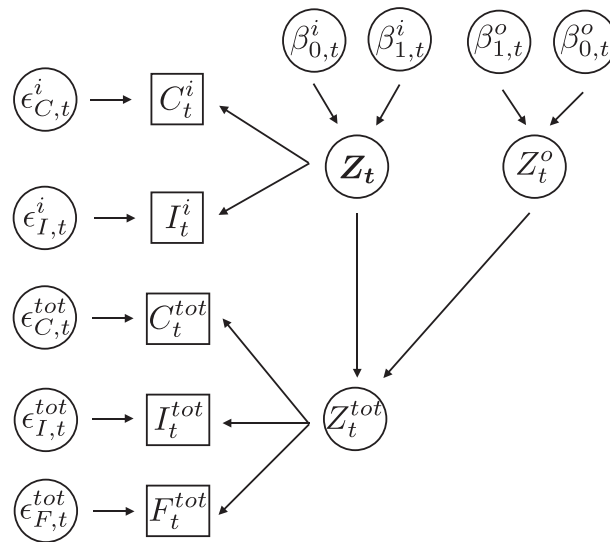 β^i_{0,t} β^i_{1,t} β^o_{1,t} β^o_{0,t}
ϵ^i_{C,t} C^i_t
Z_t Z^o_t
ϵ^i_{I,t} I^i_t
ϵ^{tot}_{C,t} C^{tot}_t
ϵ^{tot}_{I,t} I^{tot}_t Z^{tot}_t
ϵ^{tot}_{F,t} F^{tot}_t